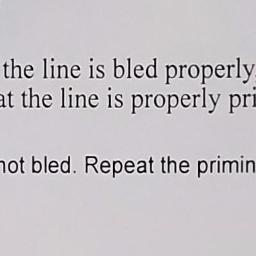 the line is bled properly,
at the line is properly pri
not bled. Repeat the primin